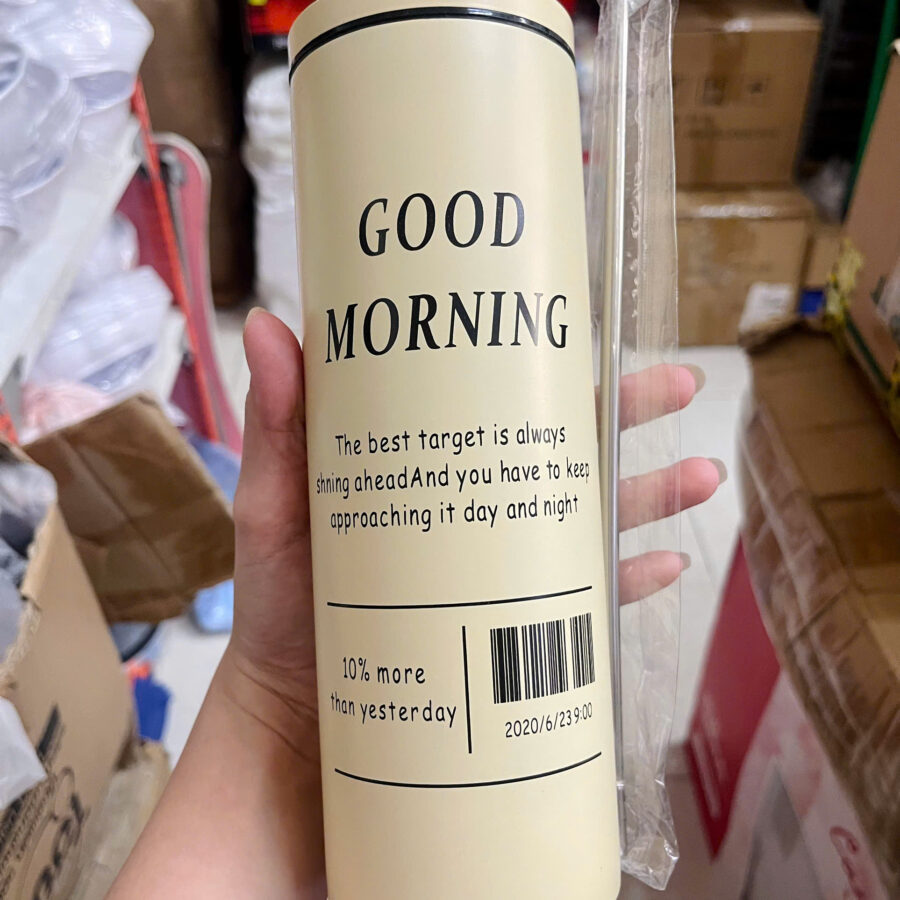 GOOD
MORNING
The best target is always
shning aheadAnd you have to keep
approaching it day and night
10% more
than yesterday
2020/6/23 9:00